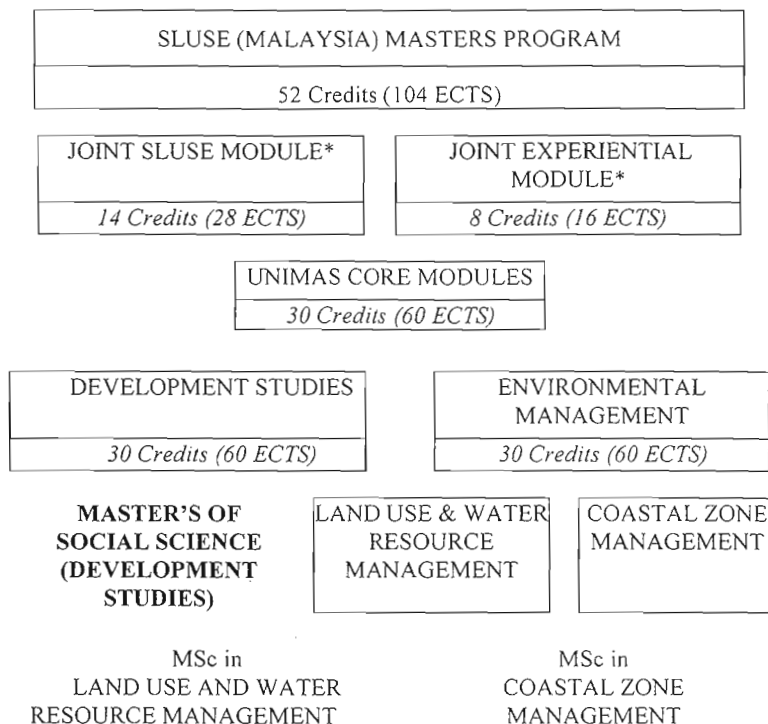 SLUSE (MALAYSIA) MASTERS PROGRAM
52 Credits (104 ECTS)
JOINT SLUSE MODULE*
14 Credits (28 ECTS)
JOINT EXPERIENTIAL
MODULE*
8 Credits (16 ECTS)
UNIMAS CORE MODULES
30 Credits (60 ECTS)
DEVELOPMENT STUDIES
30 Credits (60 ECTS)
ENVIRONMENTAL
MANAGEMENT
30 Credits (60 ECTS)
MASTER'S OF
SOCIAL SCIENCE
(DEVELOPMENT
STUDIES)
LAND USE & WATER
RESOURCE
MANAGEMENT
COASTAL ZONE
MANAGEMENT
MSc in
LAND USE AND WATER
RESOURCE MANAGEMENT
MSc in
COASTAL ZONE
MANAGEMENT